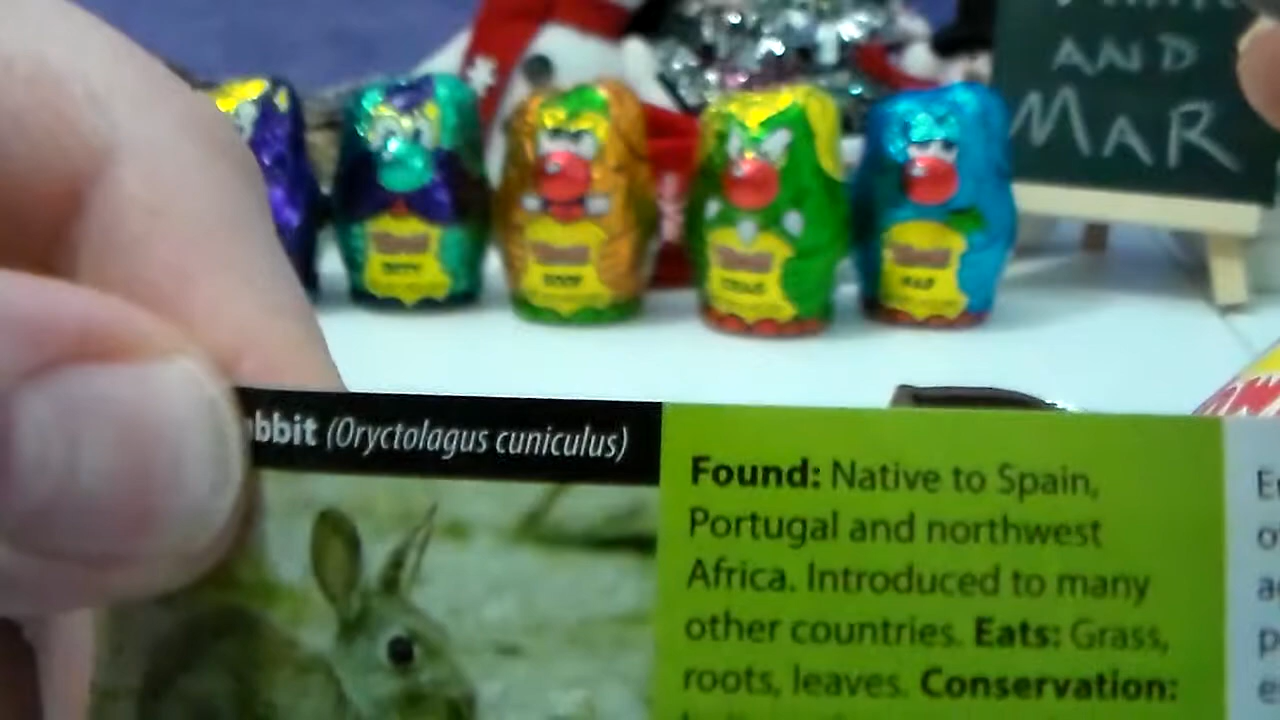 AND
MAR
bbit (Oryctolagus cuniculus)
Found: Native to Spain,
Portugal and northwest
Africa. Introduced to many
other countries. Eats: Grass,
roots, leaves. Conservation: